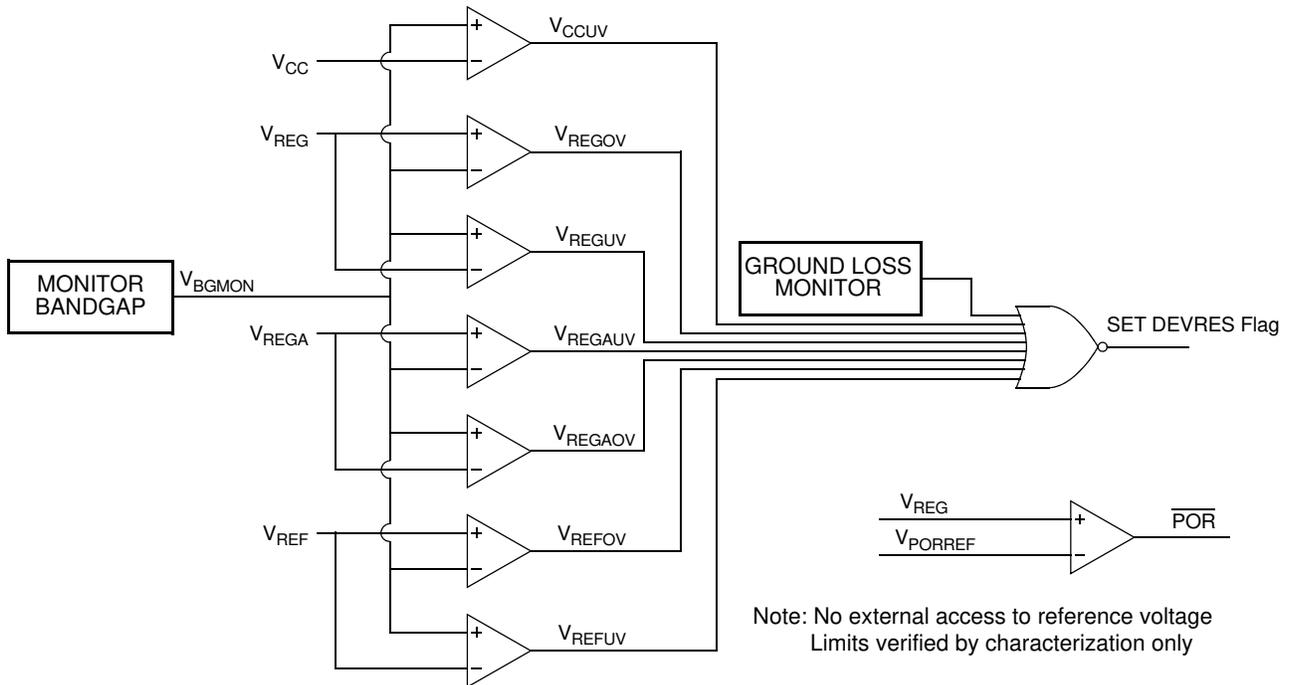 VCCUV
VCC
VREG
VREGOV
VREGUV
GROUND LOSS
MONITOR
MONITOR
BANDGAP
VBGMON
VREGA
VREGAUV
SET DEVRES Flag
VREGAOV
VREF
VREFOV
VREG
VPORREF
POR
VREFUV
Note: No external access to reference voltage
Limits verified by characterization only